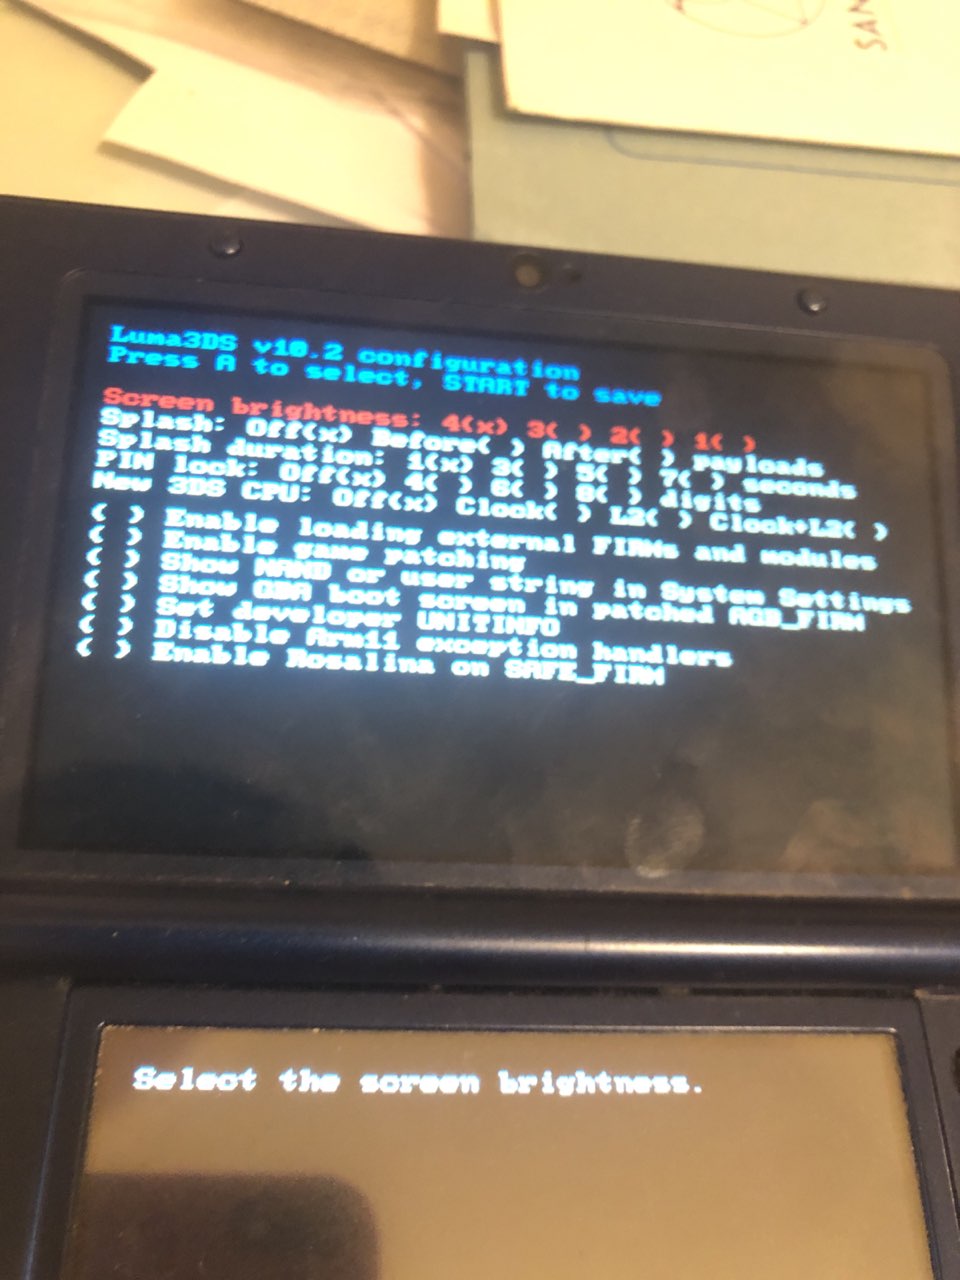 SAN
Luma3DS v10.2 configuration
Press A to select, START to save
Screen brightness: 4(x) 3( ) 2( ) 1( )
Splash: Off(x) Before( ) After( ) payloads
Splash duration: 1(x) 3( ) 5( ) 7( ) seconds
PIN lock: Off(x) 4( ) 6( ) 8( ) digits
New 3DS CPU: Off(x) Clock( ) L2( ) Clock+L2( )
( ) Enable loading external FIRMs and modules
( ) Enable game patching
( ) Show NAND or user string in System Settings
( ) Show GBA boot screen in patched AGB_FIRM
( ) Set developer UNITINFO
( ) Disable Arm11 exception handlers
( ) Enable Rosalina on SAFE_FIRM
Select the screen brightness.